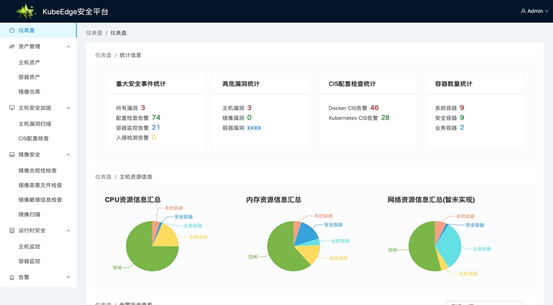 KubeEdge安全平台
Admin
仪表盘
资产管理
主机资产
容器资产
镜像仓库
主机安全加固
主机漏洞扫描
CIS配置核查
镜像安全
镜像合规性检查
镜像恶意文件检查
镜像敏感信息检查
镜像扫描
运行时安全
主机监控
容器监控
告警
仪表盘 / 仪表盘
仪表盘 / 统计信息
重大安全事件统计
所有漏洞 3
配置核查告警 74
容器监控告警 21
入侵检测告警 0
高危漏洞统计
主机漏洞 3
镜像漏洞 0
容器漏洞 XXXX
CIS配置检查统计
Docker CIS告警 46
Kubernetes CIS告警 28
容器数量统计
系统容器 9
安全容器 9
业务容器 2
仪表盘 / 主机资源信息
CPU资源信息汇总
系统容器
安全容器
业务容器
系统进程
空闲
内存资源信息汇总
系统容器
安全容器
业务容器
系统进程
空闲
网络资源信息汇总(暂未实现)
系统容器
安全容器
业务容器
系统进程
空闲